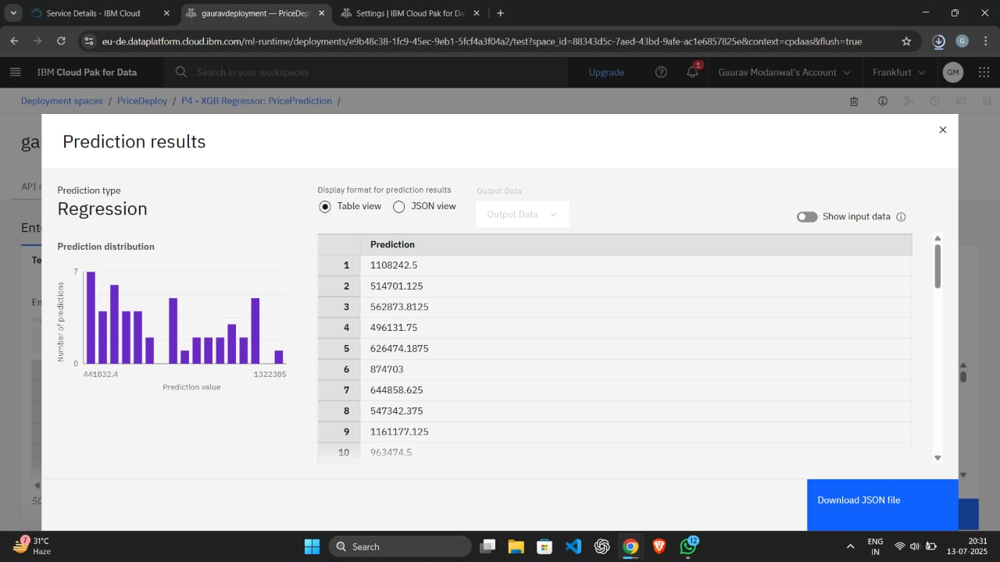 Service Details - IBM Cloud
gauravdeployment — PriceDepl
Settings | IBM Cloud Pak for Da
eu-de.dataplatform.cloud.ibm.com/ml-runtime/deployments/e9b48c38-1fc9-45ec-9eb1-5fcf4a3f04a2/test?space_id=88343d5c-7aed-43bd-9afe-ac1e6857825e&context=cpdaas&flush=true
G
IBM Cloud Pak for Data
Search in your workspaces
Upgrade
1
Gaurav Modanwal's Account
Frankfurt
GM
Deployment spaces / PriceDeploy / P4 - XGB Regressor: PricePrediction /
ga
API r
Ente
Te
En
50
Prediction results
Prediction type
Regression
Prediction distribution
7
0
Number of predictions
441832.4
1322385
Prediction value
Display format for prediction results
Table view
JSON view
Output Data
Output Data
Show input data
Prediction
1 1108242.5
2 514701.125
3 562873.8125
4 496131.75
5 626474.1875
6 874703
7 644858.625
8 547342.375
9 1161177.125
10 963474.5
Download JSON file
7
31°C
Haze
Search
12
ENG
IN
20:31
13-07-2025